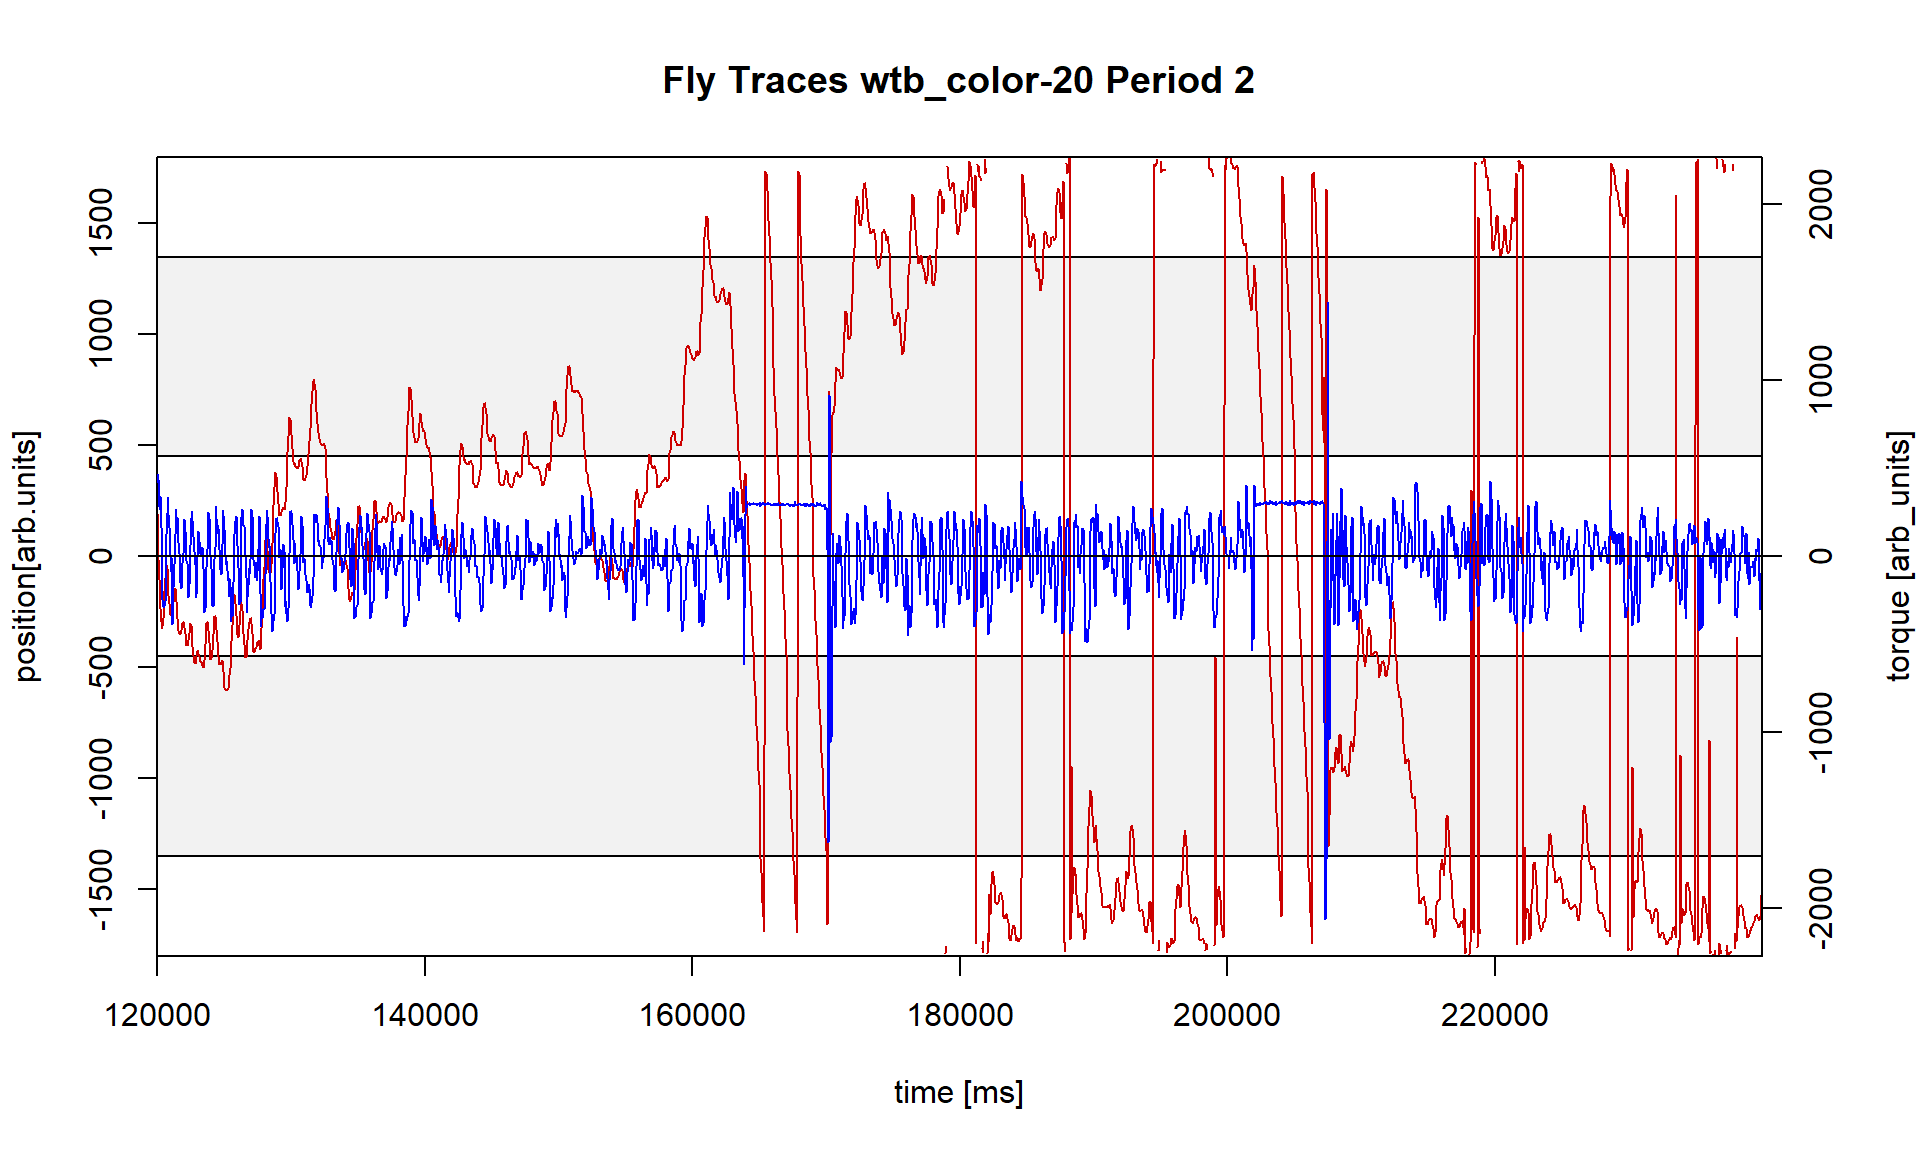 Fly Traces wtb_color-20 Period 2
position[arb.units]
1500
1000
500
0
-500
-1000
-1500
2000
1000
0
-1000
-2000
torque [arb_units]
120000 140000 160000 180000 200000 220000
time [ms]